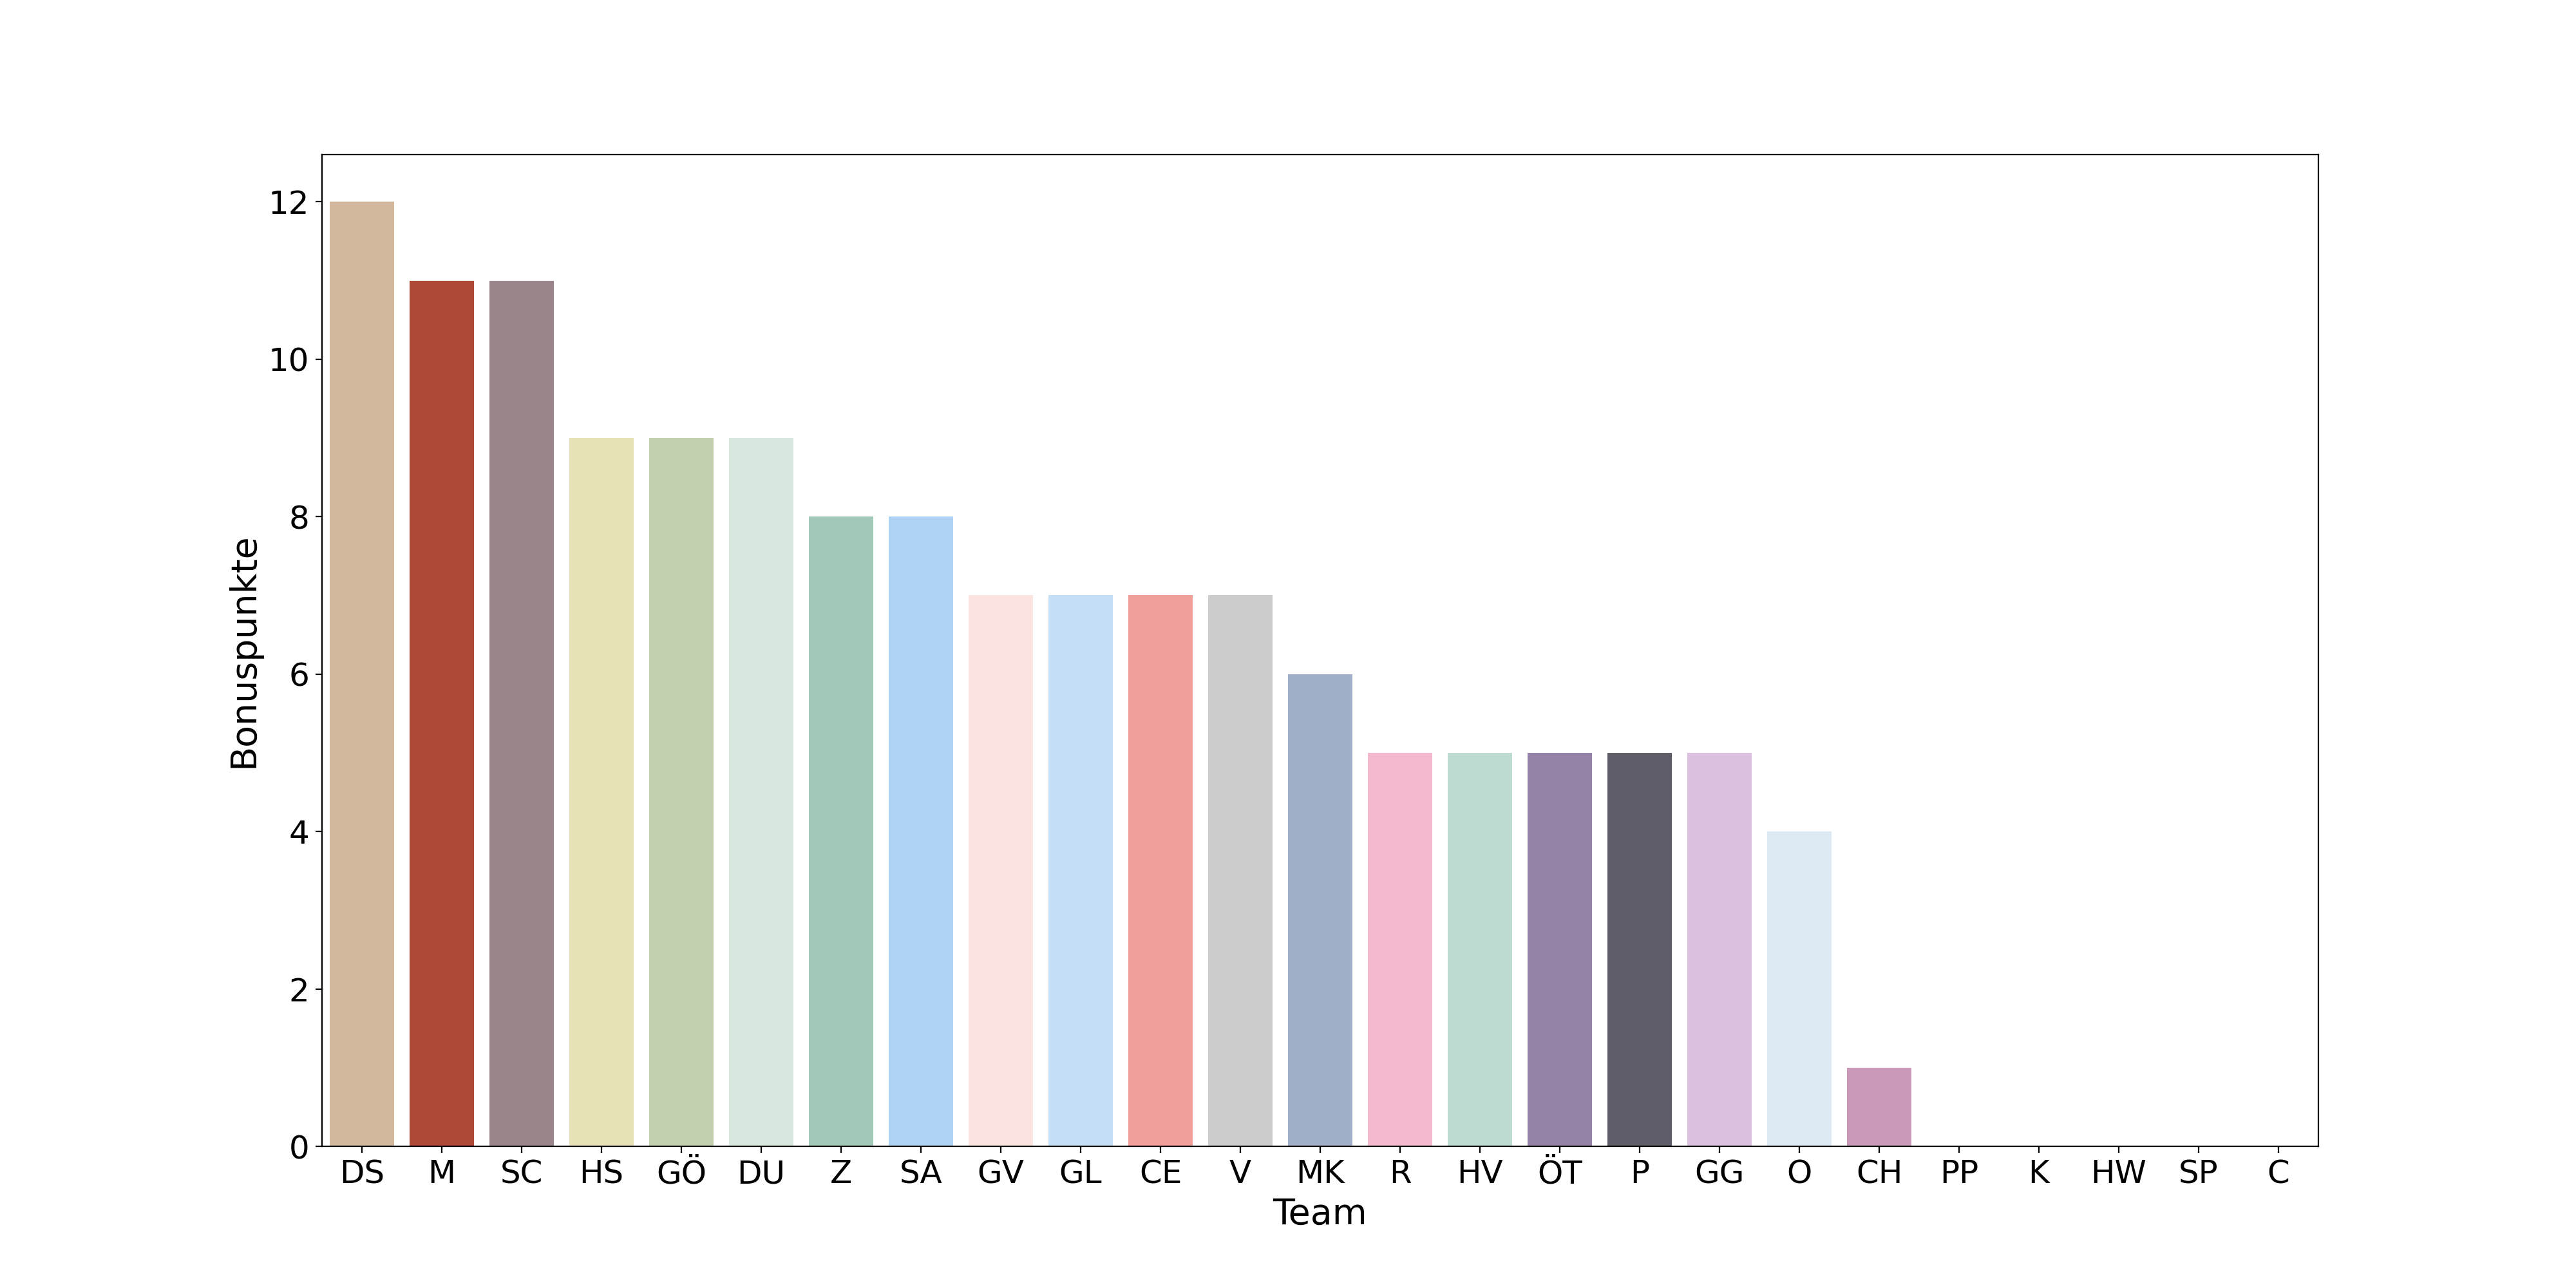 Bonuspunkte
12
10
8
6
4
2
0
DS M SC HS GÖ DU Z SA GV GL CE V MK R HV ÖT P GG O CH PP K HW SP C
Team